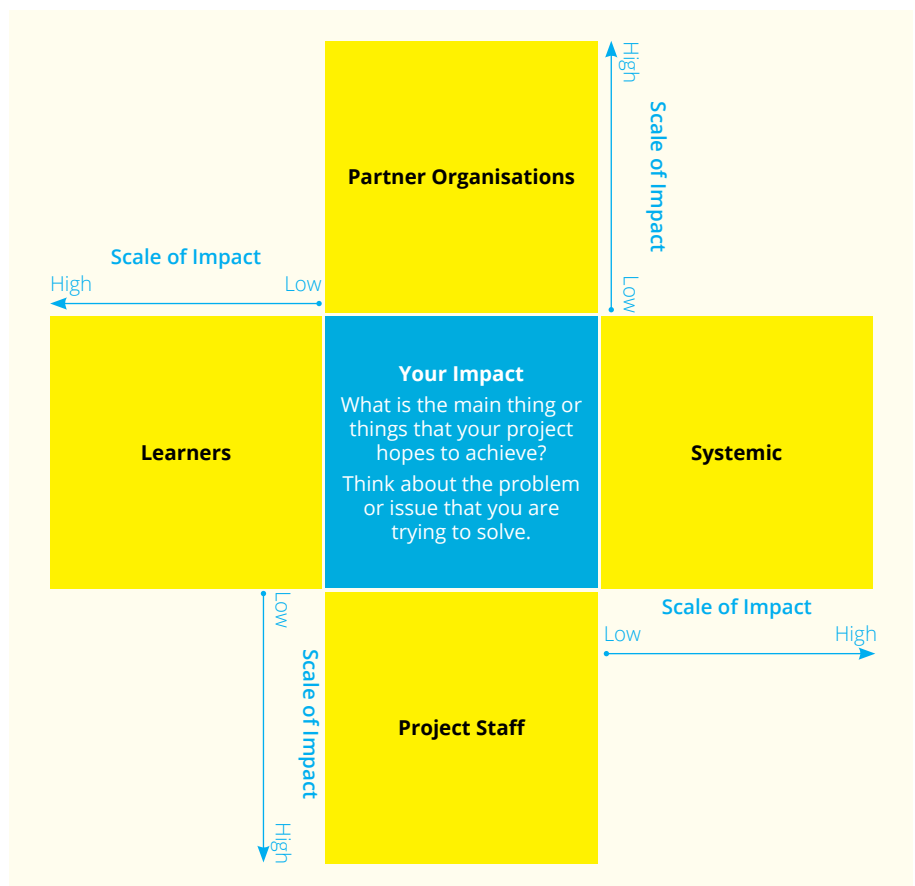 High
Scale of Impact
Low
Partner Organisations
Scale of Impact
High
Low
Learners
Your Impact
What is the main thing or
things that your project
hopes to achieve?
Think about the problem
or issue that you are
trying to solve.
Systemic
Low
Scale of Impact
High
Project Staff
Scale of Impact
Low
High